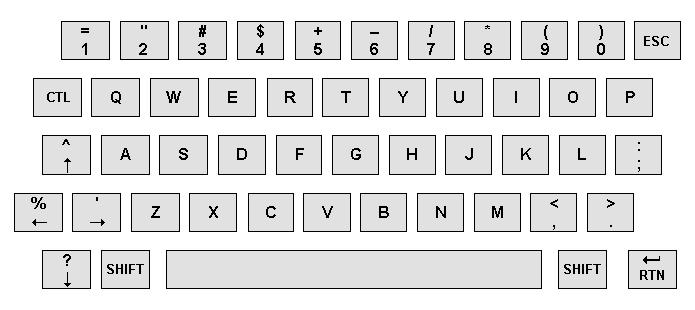 = " # $ + – / * ( )
1 2 3 4 5 6 7 8 9 0 ESC
CTL Q W E R T Y U I O P
^ :
↑ A S D F G H J K L ;
% ' < >
← → Z X C V B N M , .
? ↵
↓ SHIFT SHIFT RTN